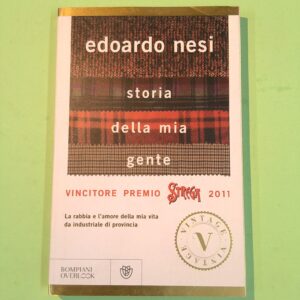 edoardo nesi
storia
della mia
gente
VINCITORE PREMIO STREGA 2011
La rabbia e l'amore della mia vita
da industriale di provincia
VINTAGE VINTAGE
V
BOMPIANI
OVERLOOK